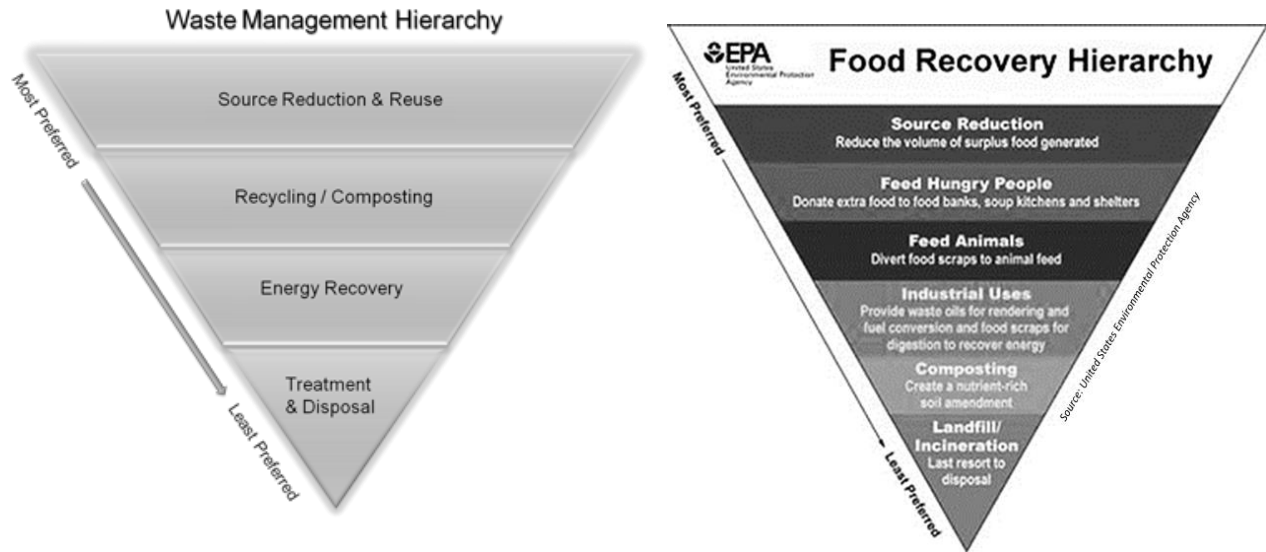 Waste Management Hierarchy
Most Preferred
Source Reduction & Reuse
Recycling / Composting
Energy Recovery
Treatment
& Disposal
Least Preferred
EPA
United States
Environmental Protection
Agency
Food Recovery Hierarchy
Most Preferred
Source Reduction
Reduce the volume of surplus food generated
Feed Hungry People
Donate extra food to food banks, soup kitchens and shelters
Feed Animals
Divert food scraps to animal feed
Industrial Uses
Provide waste oils for rendering and
fuel conversion and food scraps for
digestion to recover energy
Composting
Create a nutrient-rich
soil amendment
Landfill/
Incineration
Last resort to
disposal
Least Preferred
Source: United States Environmental Protection Agency